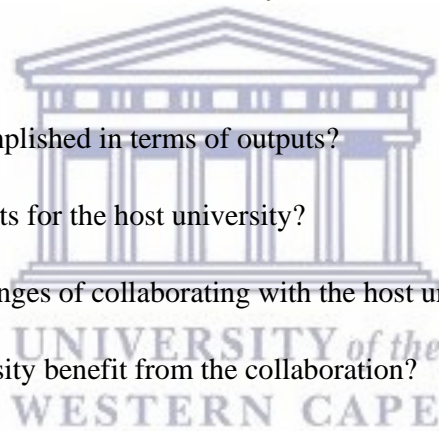 mplished in terms of outputs?
ts for the host university?
nges of collaborating with the host un
UNIVERSITY of the
sity benefit from the collaboration?
WESTERN CAPE